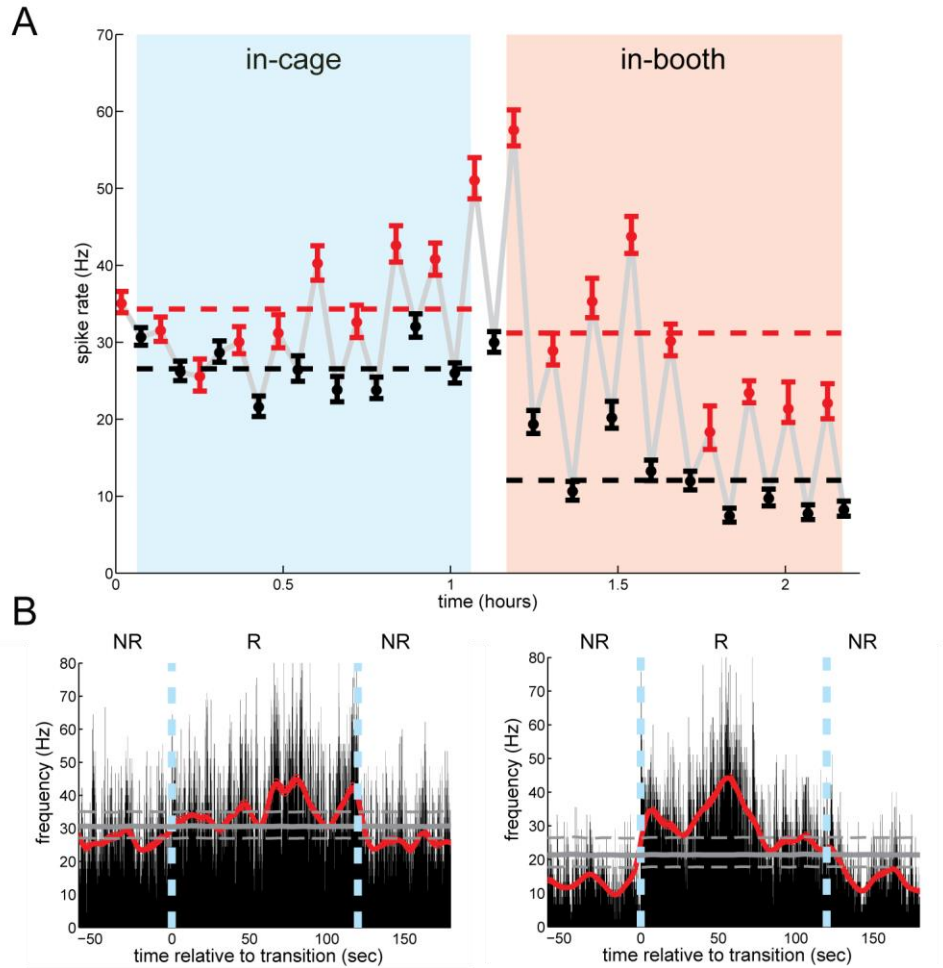 A
in-cage
in-booth
70
60
50
40
30
20
10
0
spike rate (Hz)
0 0.5 1 1.5 2
time (hours)
B
NR R NR
80
70
60
50
40
30
20
10
0
frequency (Hz)
−50 0 50 100 150
time relative to transition (sec)
NR R NR
80
70
60
50
40
30
20
10
0
frequency (Hz)
−50 0 50 100 150
time relative to transition (sec)